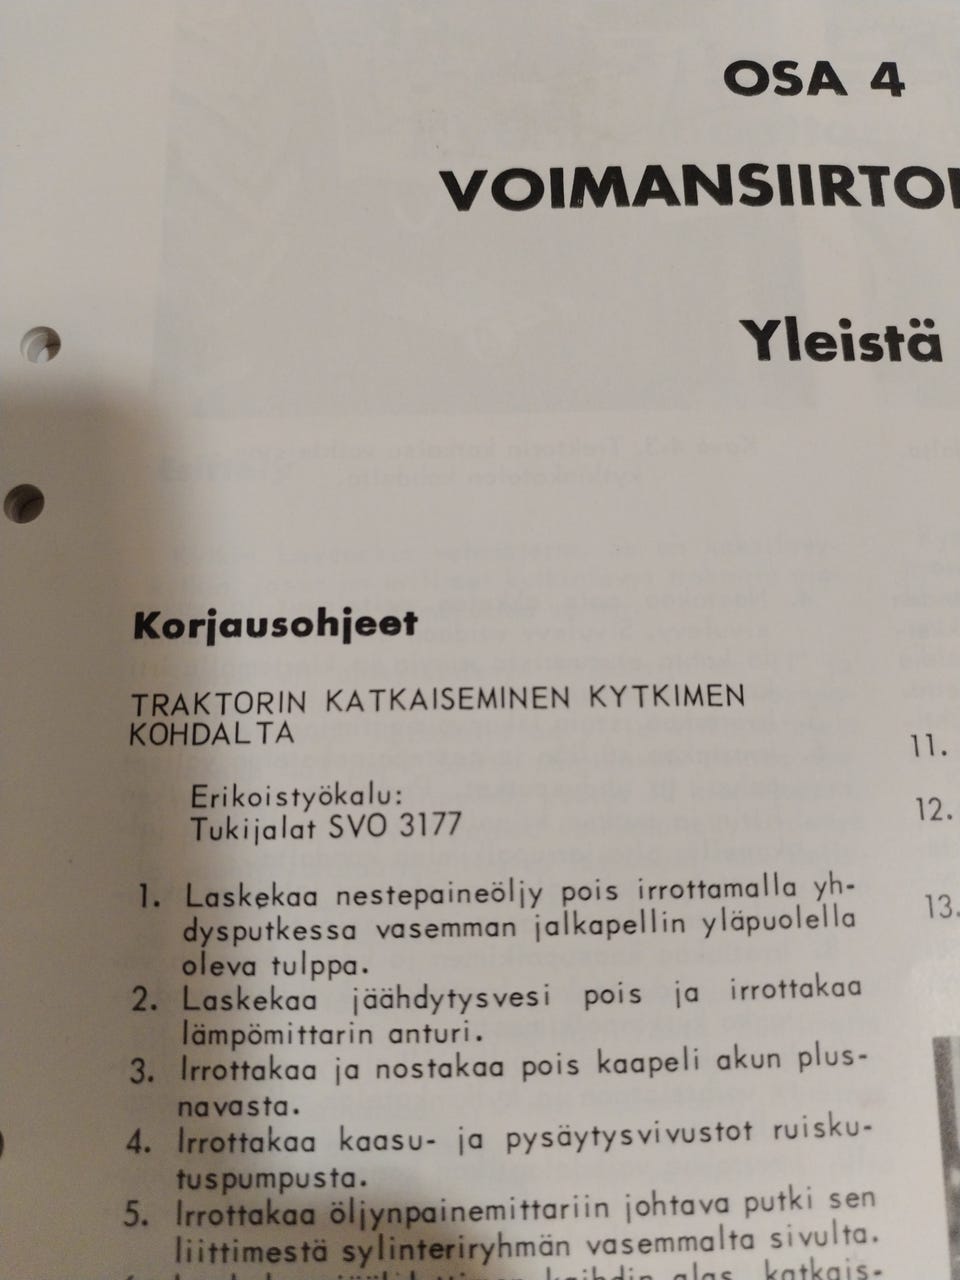 OSA 4
VOIMANSIIRTO
Yleistä
Korjausohjeet
TRAKTORIN KATKAISEMINEN KYTKIMEN
KOHDALTA
Erikoistyökalu:
Tukijalat SVO 3177
1. Laskekaa nestepaineöljy pois irrottamalla yh-
dysputkessa vasemman jalkapellin yläpuolella
oleva tulppa.
2. Laskekaa jäähdytysvesi pois ja irrottakaa
lämpömittarin anturi.
3. Irrottakaa ja nostakaa pois kaapeli akun plus-
navasta.
4. Irrottakaa kaasu- ja pysäytysvivustot ruisku-
tuspumpusta.
5. Irrottakaa öljynpainemittariin johtava putki sen
liittimestä sylinteriryhmän vasemmalta sivulta.
alas, katkais-
11.
12.
13.